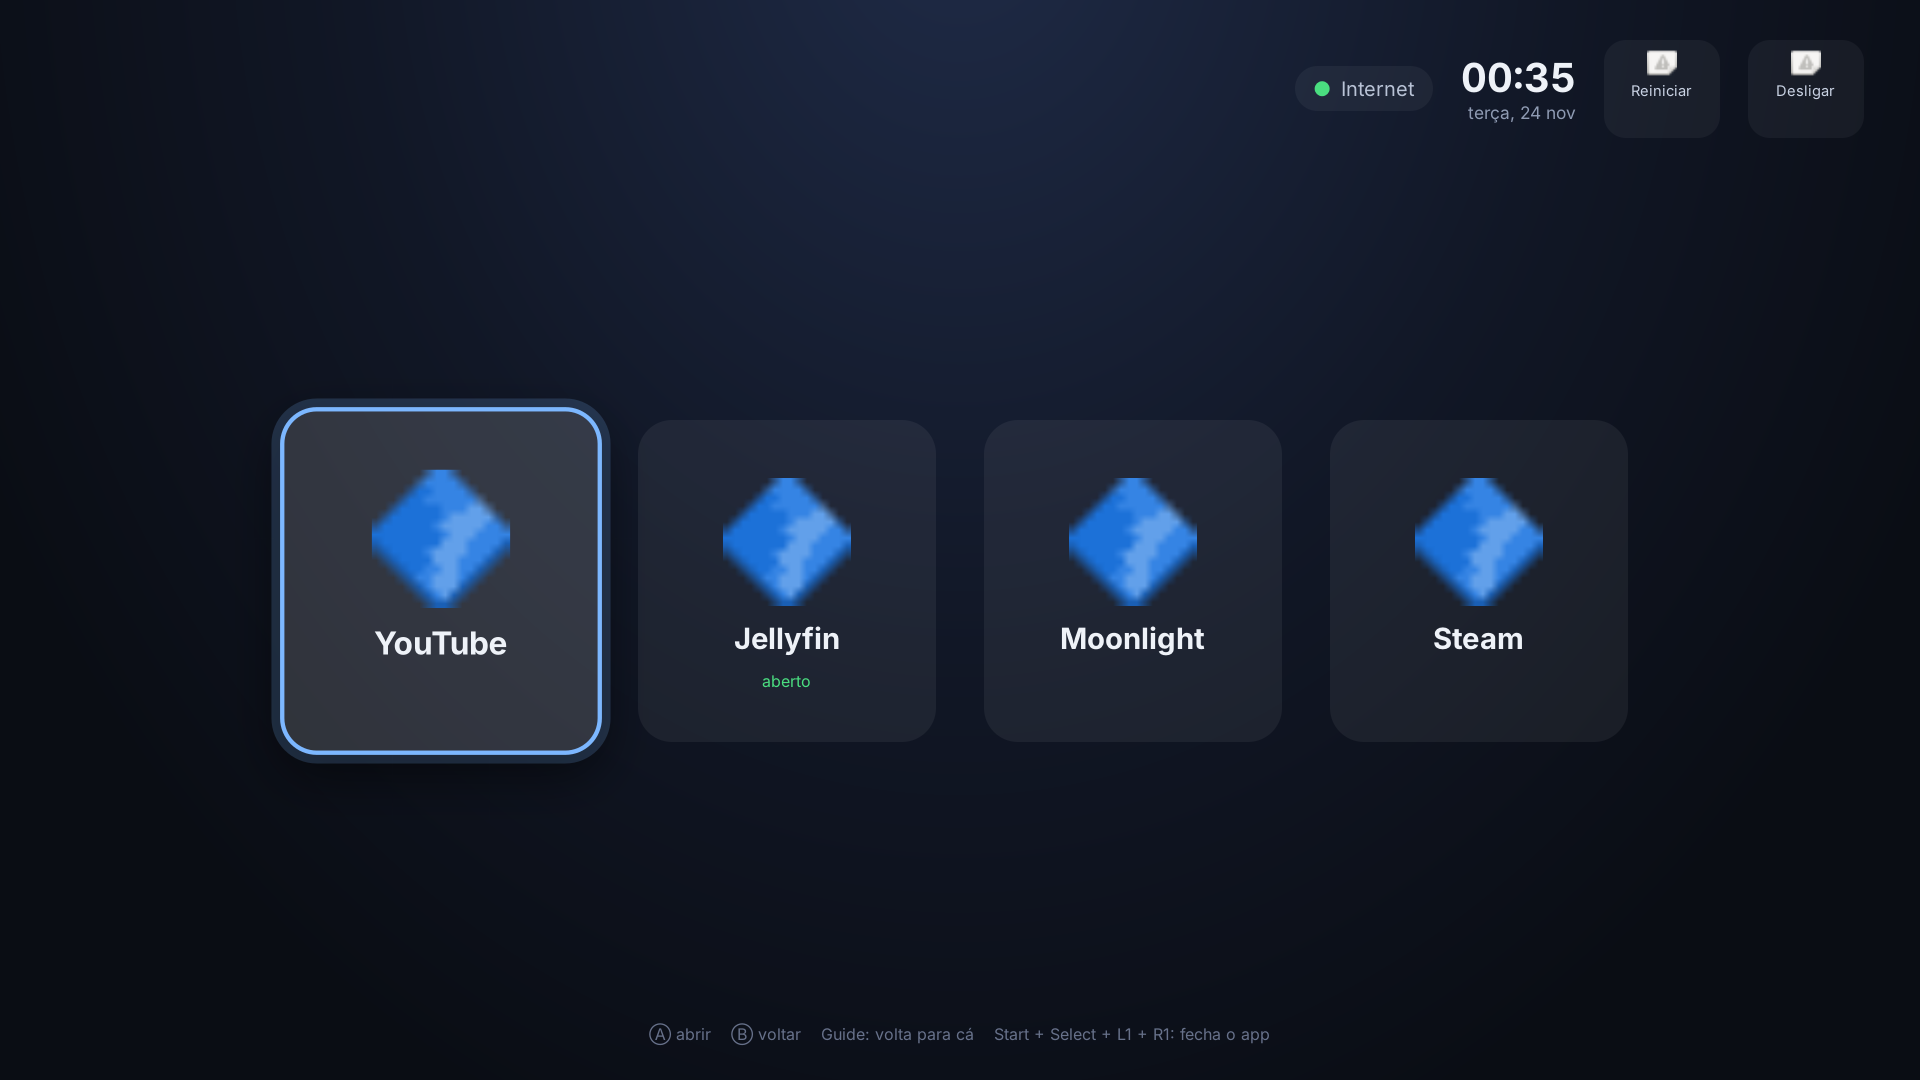 Internet
00:35
terça, 24 nov
Reiniciar
Desligar
YouTube
Jellyfin
aberto
Moonlight
Steam
Ⓐ abrir Ⓑ voltar Guide: volta para cá Start + Select + L1 + R1: fecha o app